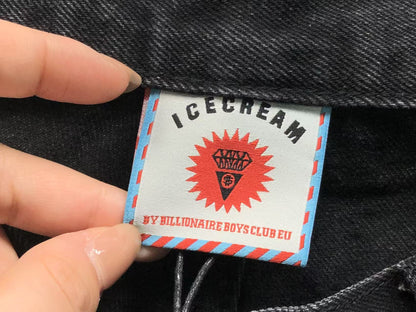 ICECREAM
BY BILLIONAIRE BOYS CLUB EU